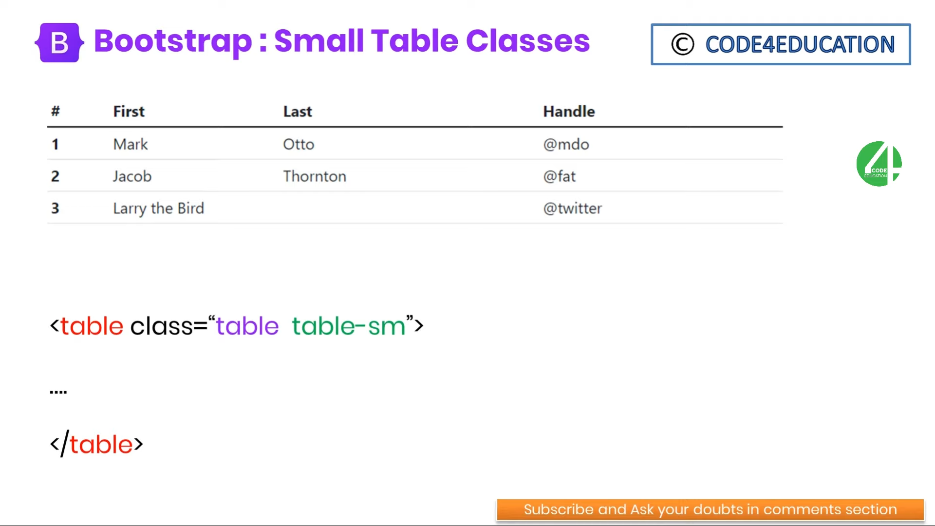 B Bootstrap : Small Table Classes
© CODE4EDUCATION
# First Last Handle
1 Mark Otto @mdo
2 Jacob Thornton @fat
3 Larry the Bird @twitter
4
CODE
<table class=“table table-sm”>
....
</table>
Subscribe and Ask your doubts in comments section